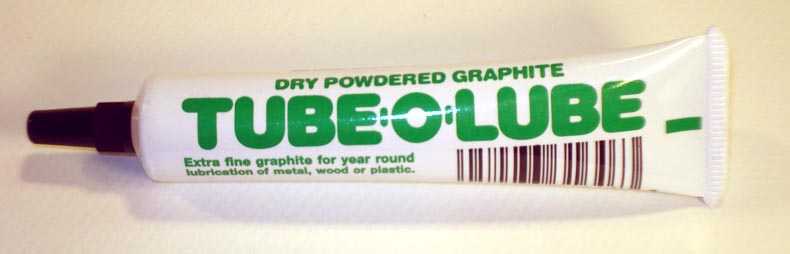 DRY POWDERED GRAPHITE
TUBE:O:LUBE
Extra fine graphite for year round
lubrication of metal, wood or plastic.